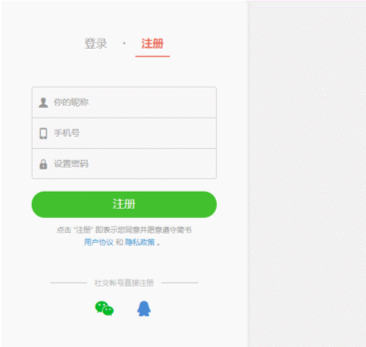 登录 · 注册
你的昵称
手机号
设置密码
注册
点击 “注册” 即表示您同意并愿意遵守简书
用户协议 和 隐私政策 。
社交帐号直接注册